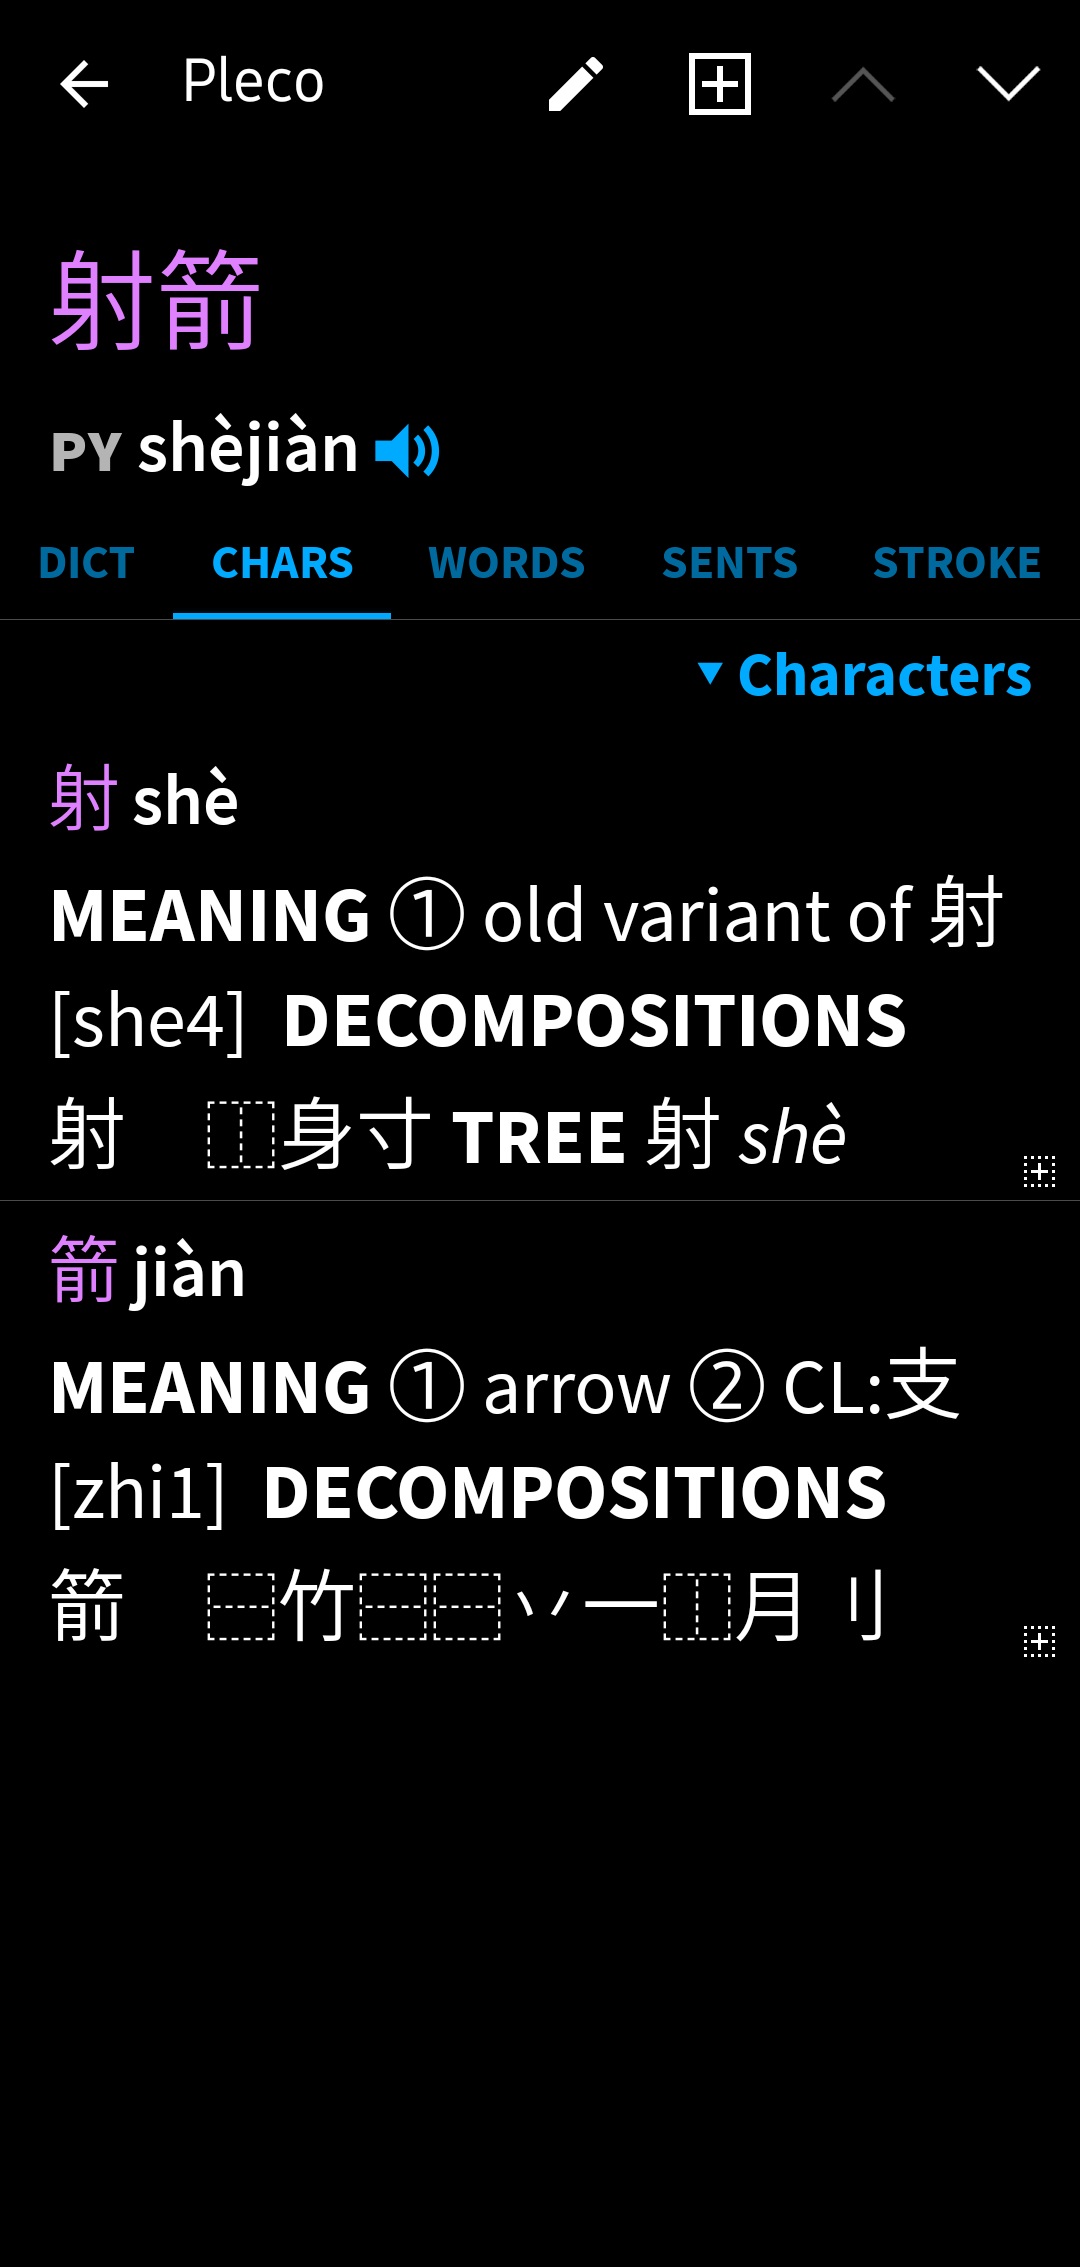 Pleco
射箭
PY shèjiàn
DICT CHARS WORDS SENTS STROKE
▼ Characters
射 shè
MEANING ① old variant of 射
[she4] DECOMPOSITIONS
射 ⿰身寸 TREE 射 shè
箭 jiàn
MEANING ① arrow ② CL:支
[zhi1] DECOMPOSITIONS
箭 ⿱竹⿱⿱丷一⿰月刂